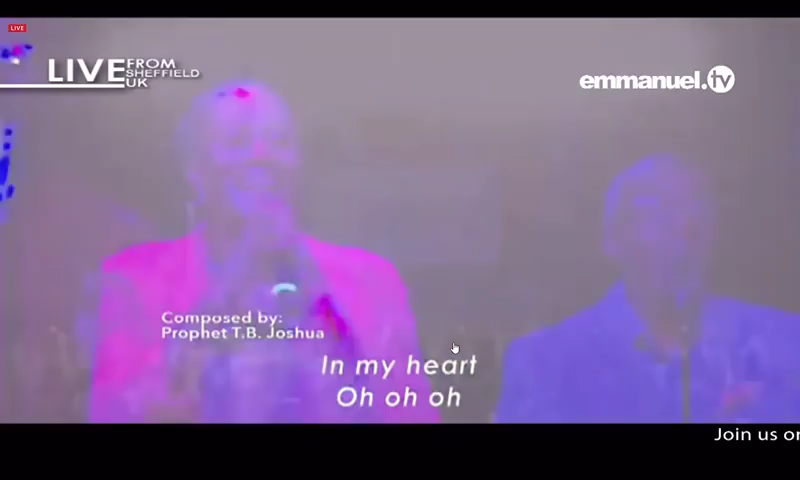 LIVE
LIVE FROM
SHEFFIELD
UK
emmanuel.tv
Composed by:
Prophet T.B. Joshua
In my heart
Oh oh oh
Join us or